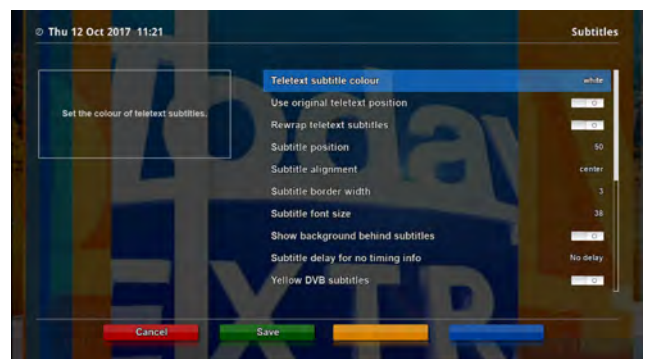 Thu 12 Oct 2017 11:21
Subtitles
Set the colour of teletext subtitles.
Teletext subtitle colour white
Use original teletext position
Rewrap teletext subtitles
Subtitle position 50
Subtitle alignment center
Subtitle border width 3
Subtitle font size 38
Show background behind subtitles
Subtitle delay for no timing info No delay
Yellow DVB subtitles
Cancel Save
Today
EXTR